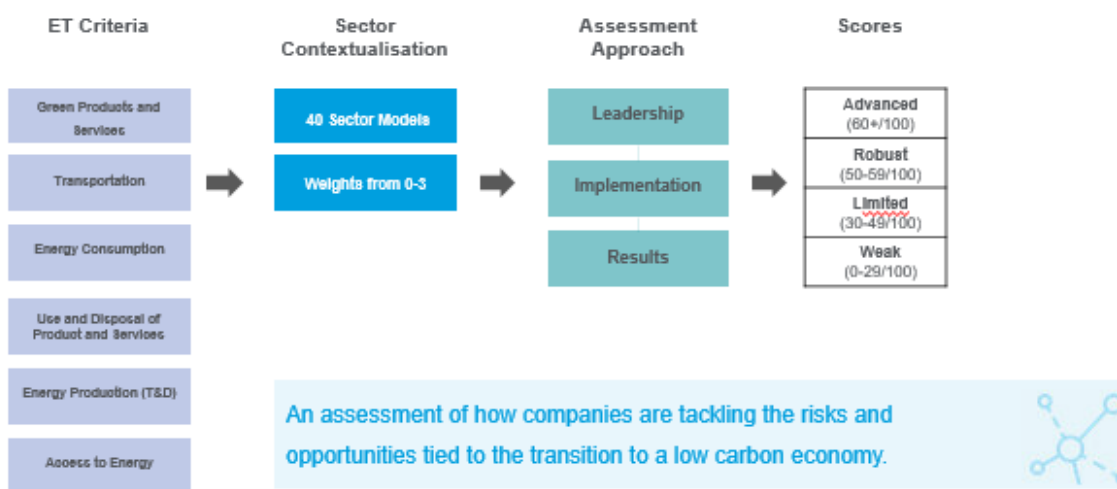 ET Criteria
Green Products and
Services
Transportation
Energy Consumption
Use and Disposal of
Product and Services
Energy Production (T&D)
Access to Energy
Sector
Contextualisation
40 Sector Models
Weights from 0-3
Assessment
Approach
Leadership
Implementation
Results
Scores
Advanced
(60+/100)
Robust
(50-59/100)
Limited
(30-49/100)
Weak
(0-29/100)
An assessment of how companies are tackling the risks and
opportunities tied to the transition to a low carbon economy.